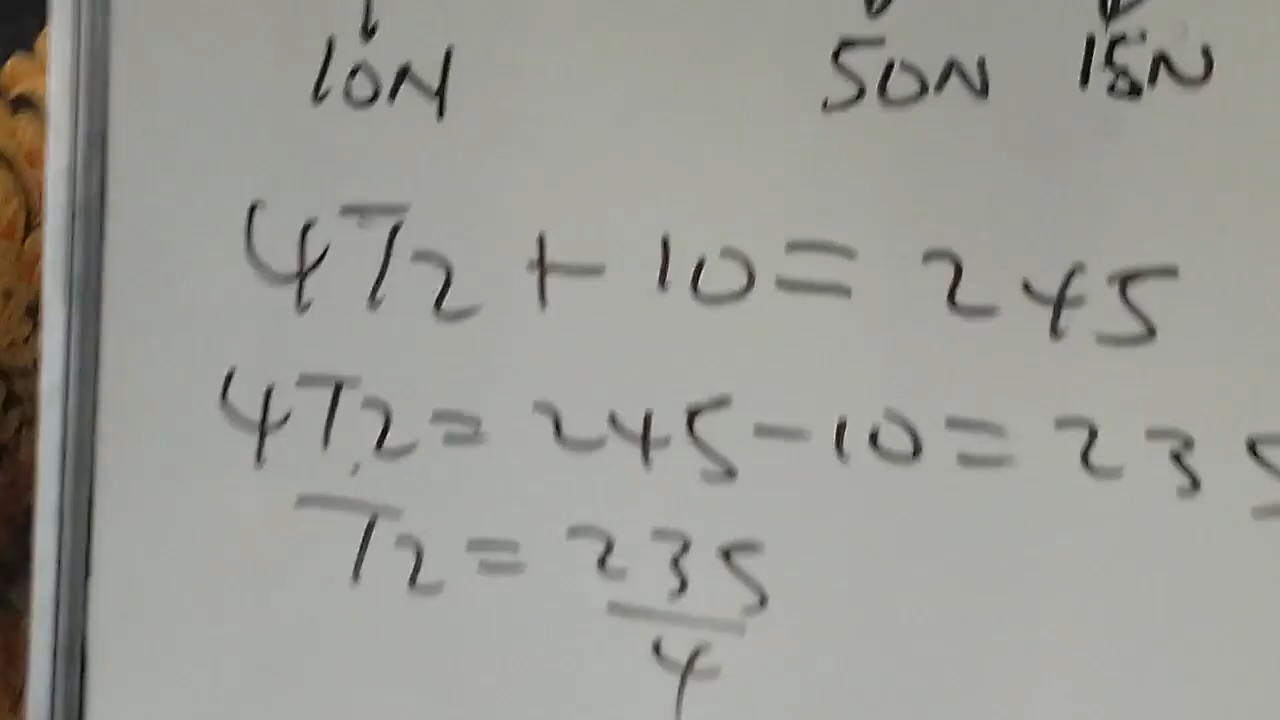 10N 50N 15N
4T2 + 10 = 245
4T2 = 245 - 10 = 235
T2 = 235
4